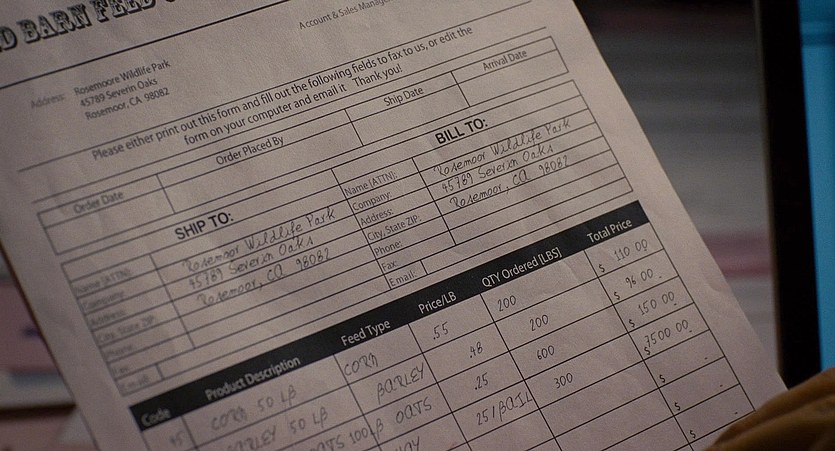 D BARN FEED
Account & Sales Manage
Address: Rosemoore Wildlife Park
45789 Severin Oaks
Rosemoor, CA 98082
Please either print out this form and fill out the following fields to fax to us, or edit the
form on your computer and email it Thank you!
Order Date Order Placed By Ship Date Arrival Date
SHIP TO: BILL TO:
Name (ATTN): Rosemoor Wildlife Park Name (ATTN): Rosemoor Wildlife Park
Company: 45789 Severin Oaks Company: 45789 Severin Oaks
Address: Rosemoor, CA 98082 Address: Rosemoor, CA 98082
City, State ZIP: City, State ZIP:
Phone: Phone:
Fax: Fax:
Email: Email:
Code Product Description Feed Type Price/LB QTY Ordered (LBS) Total Price
CORN 50 LB CORN .55 200 $ 110 00
BARLEY 50 LB BARLEY .48 200 $ 96 00
OATS 100LB OATS .25 600 $ 150 00
HAY 25/BAIL 300 $ 7500 00
$ -
$ -